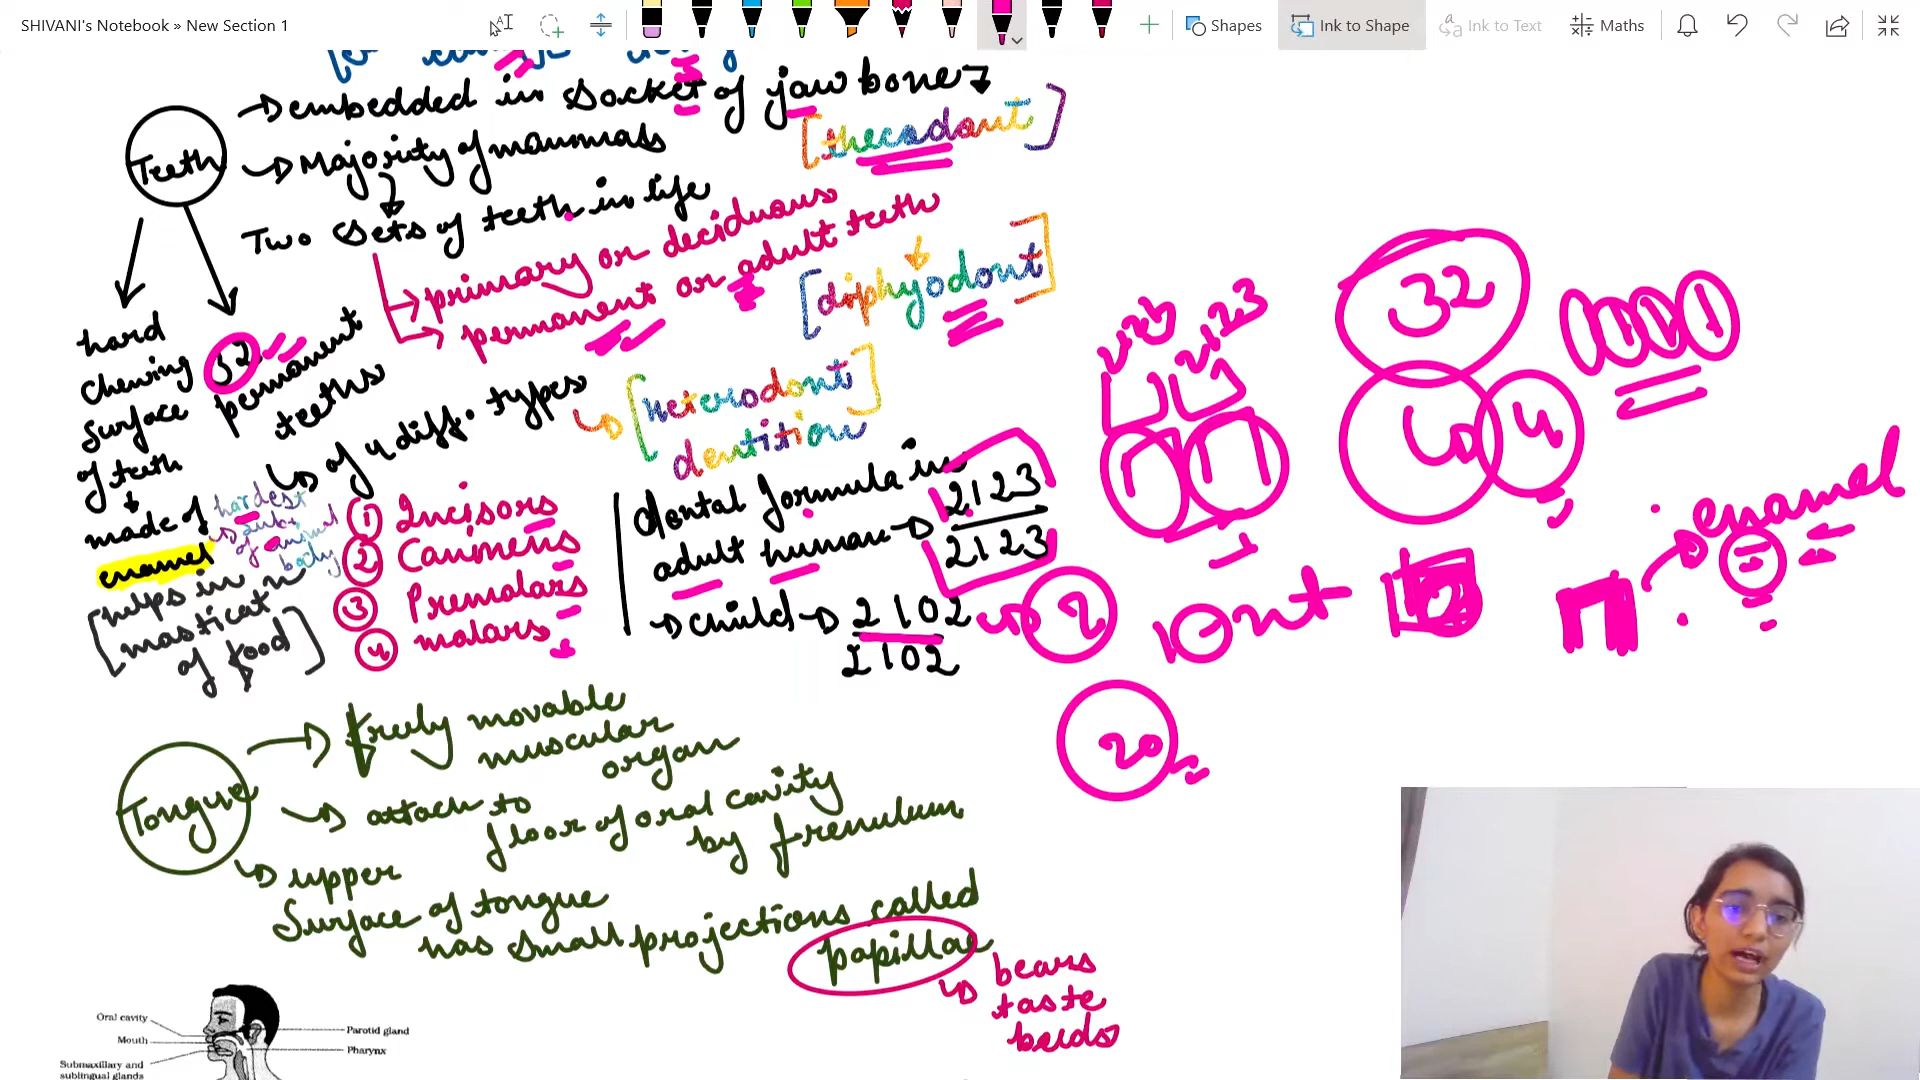 SHIVANI's Notebook » New Section 1
Shapes
Ink to Shape
Ink to Text
Maths
Teeth
embedded in socket of jaw bone
[thecodont]
Majority of mammals
Two sets of teeth in life
primary or deciduous
permanent or adult teeth
[diphyodont]
hard
chewing
surface
of teeth
made of
enamel
hardest
subs
of animal
body
[helps in
masticatn
of food]
32
permanent
teeths
of 4 diff. types
[Heterodont
dentition]
① Incisors
② Canines
③ Premolars
④ molars
dental formula in
adult human → 2123
2123
child → 2102
2102
2123
2123
32
4
20
enamel
Tongue
freely movable
muscular
organ
attach to
floor of oral cavity
by frenulum
upper
Surface of tongue
has small projections called
papillae
bears
taste
buds
Oral cavity
Mouth
Submaxillary and
sublingual glands
Parotid gland
Pharynx